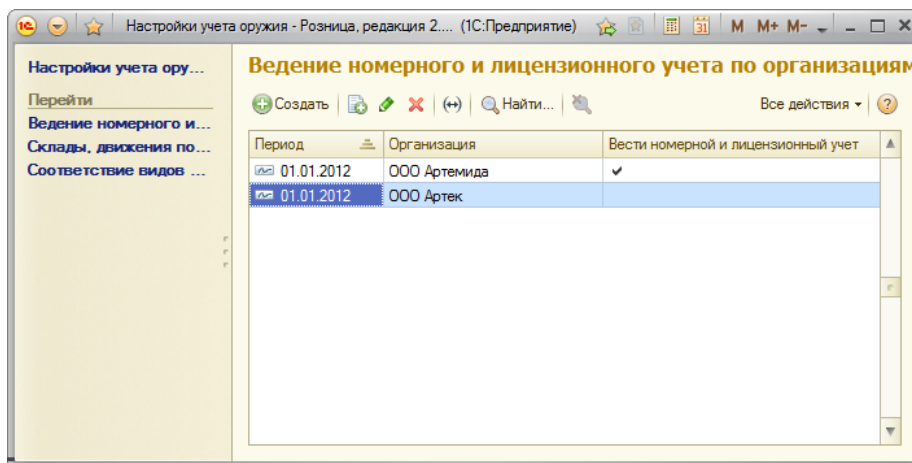 1С Настройки учета оружия - Розница, редакция 2.... (1С:Предприятие) 31 M M+ M-
Настройки учета ору...
Перейти
Ведение номерного и...
Склады, движения по...
Соответствие видов ...
Ведение номерного и лицензионного учета по организациям
Создать Найти... Все действия ?
Период Организация Вести номерной и лицензионный учет
01.01.2012 ООО Артемида
01.01.2012 ООО Артек